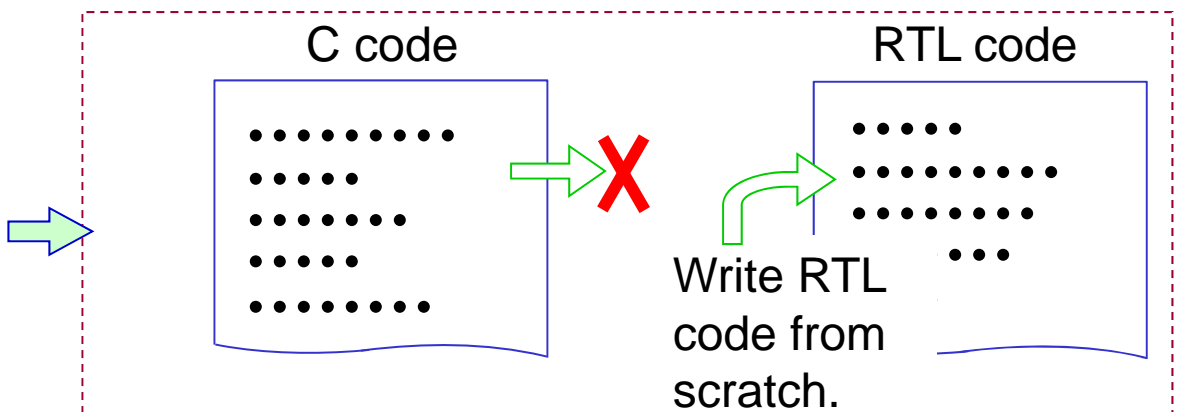 C code
RTL code
Write RTL
code from
scratch.